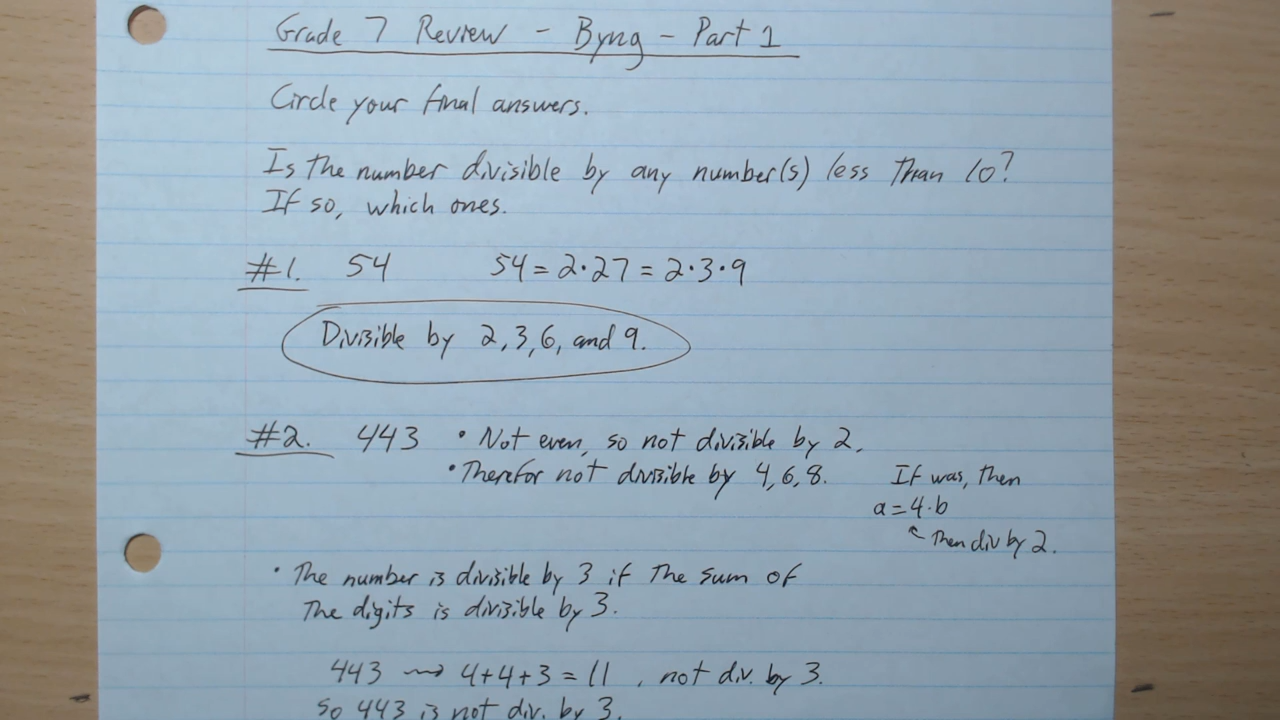 Grade 7 Review - Byng - Part 1
Circle your final answers.
Is the number divisible by any number(s) less than 10?
If so, which ones.
#1. 54 54 = 2·27 = 2·3·9
Divisible by 2,3,6, and 9.
#2. 443 • Not even, so not divisible by 2.
• Therefor not divisible by 4,6,8. If was, then
a = 4·b
↖ then div by 2.
• The number is divisible by 3 if the sum of
the digits is divisible by 3.
443 ⇝ 4+4+3 = 11, not div. by 3.
So 443 is not div. by 3.